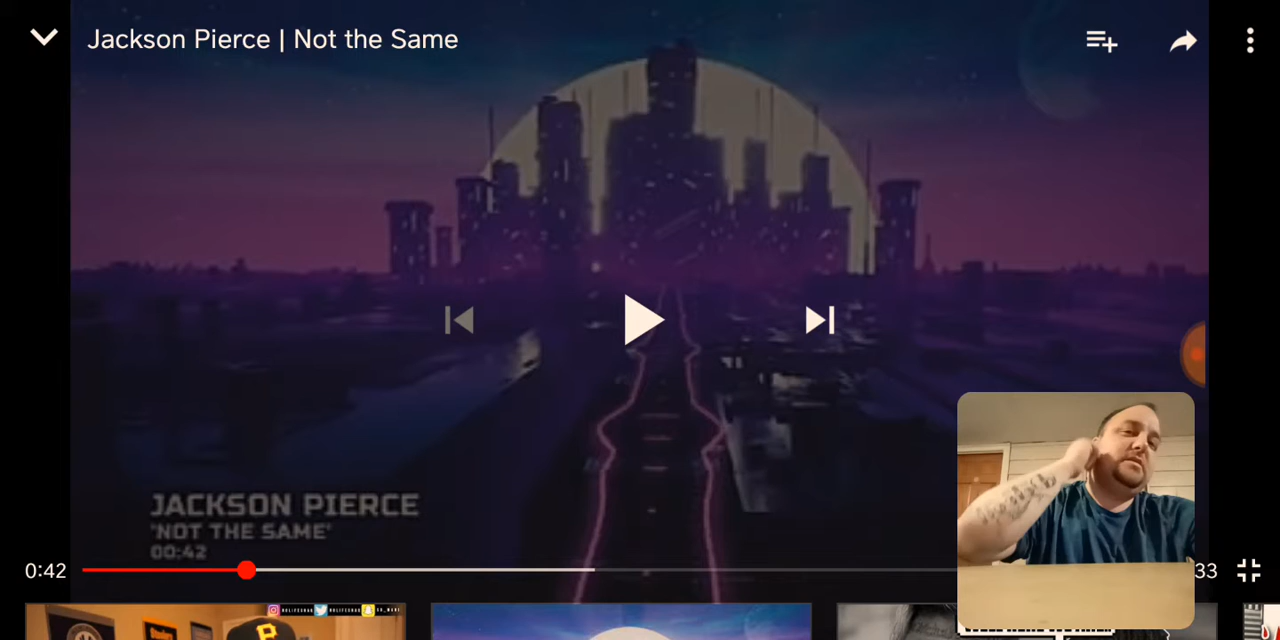 Jackson Pierce | Not the Same
JACKSON PIERCE
'NOT THE SAME'
00:42
0:42
33
P